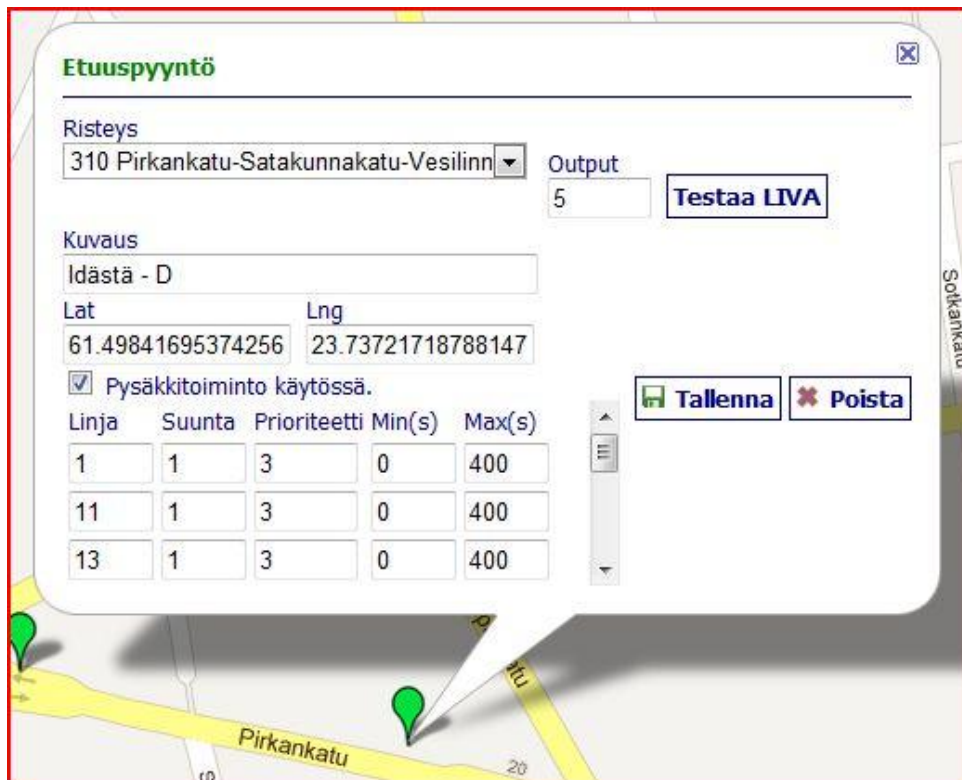 Etuuspyyntö
Risteys
310 Pirkankatu-Satakunnakatu-Vesilinn
Output
5
Testaa LIVA
Kuvaus
Idästä - D
Lat Lng
61.49841695374256 23.73721718788147
Pysäkkitoiminto käytössä.
Tallenna Poista
Linja Suunta Prioriteetti Min(s) Max(s)
1 1 3 0 400
11 1 3 0 400
13 1 3 0 400
Sotkankatu
Pirkankatu
20